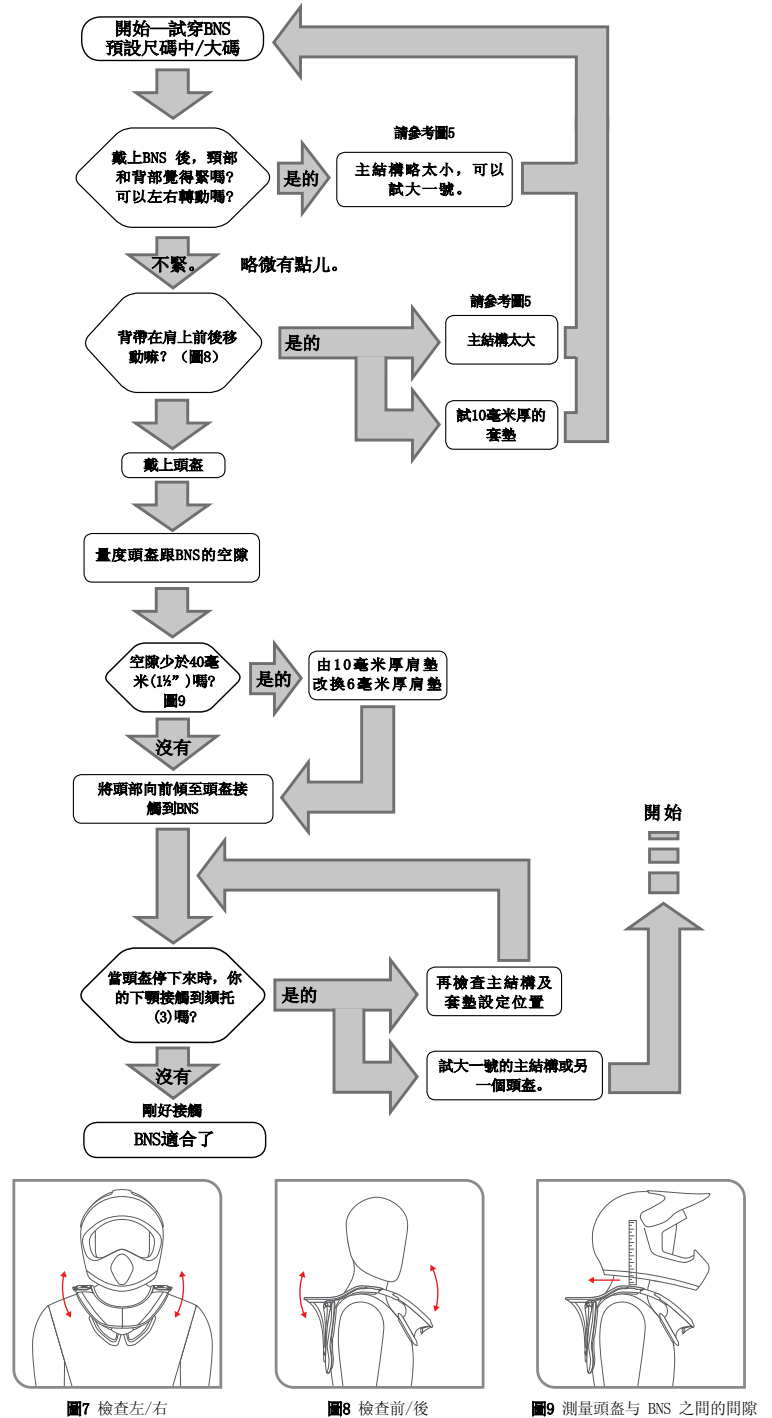 開始—試穿BNS
預設尺碼中/大碼
戴上BNS 後，頸部
和背部覺得緊嗎?
可以左右轉動嗎?
是的
請參考圖5
主結構略太小，可以
試大一號。
不緊。 略微有點儿。
背帶在肩上前後移
動嘛? （圖8）
是的
請參考圖5
主結構太大
試10毫米厚的
套墊
戴上頭盔
量度頭盔跟BNS的空隙
空隙少於40毫
米(1½”)嗎?
圖9
是的
由10毫米厚肩墊
改換6毫米厚肩墊
沒有
將頭部向前傾至頭盔接
觸到BNS
開始
當頭盔停下來時，你
的下顎接觸到頦托
(3)嗎?
是的
再檢查主結構及
套墊設定位置
試大一號的主結構或另
一個頭盔。
沒有
剛好接觸
BNS適合了
圖7 檢查左/右
圖8 檢查前/後
圖9 測量頭盔与 BNS 之間的間隙